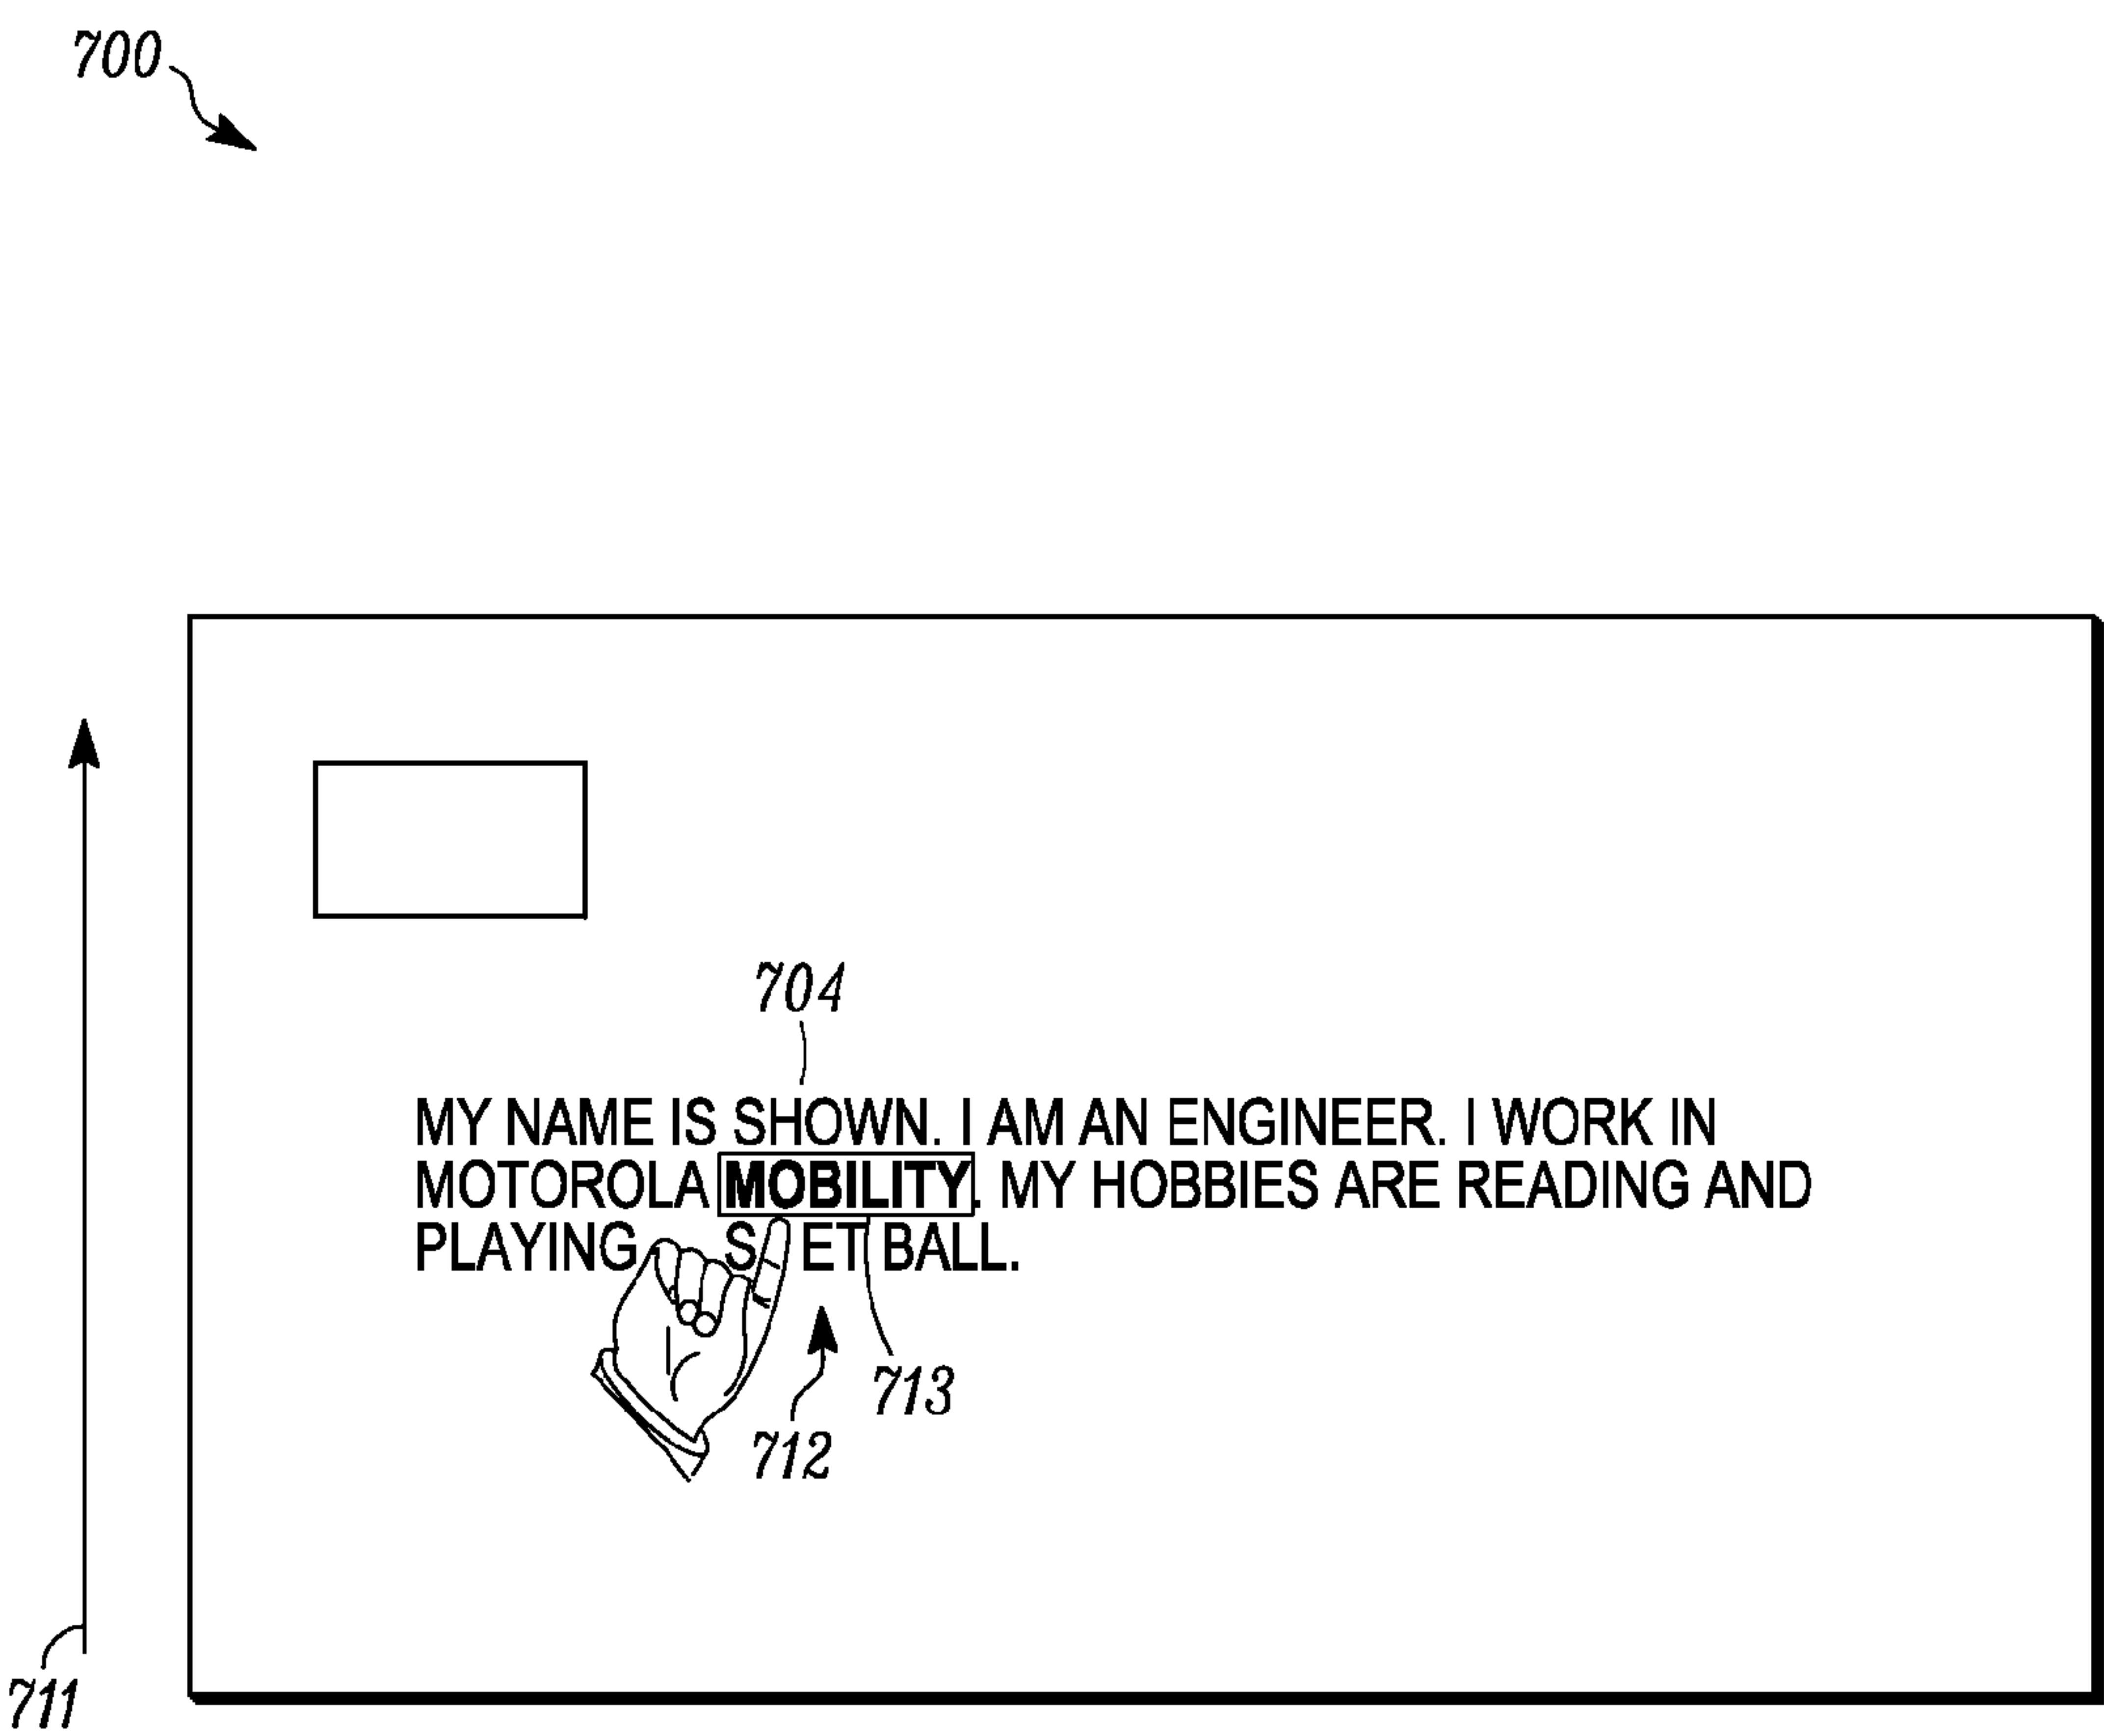 700
704
MY NAME IS SHOWN. I AM AN ENGINEER. I WORK IN
MOTOROLA MOBILITY. MY HOBBIES ARE READING AND
PLAYING S ET BALL.
713
712
711